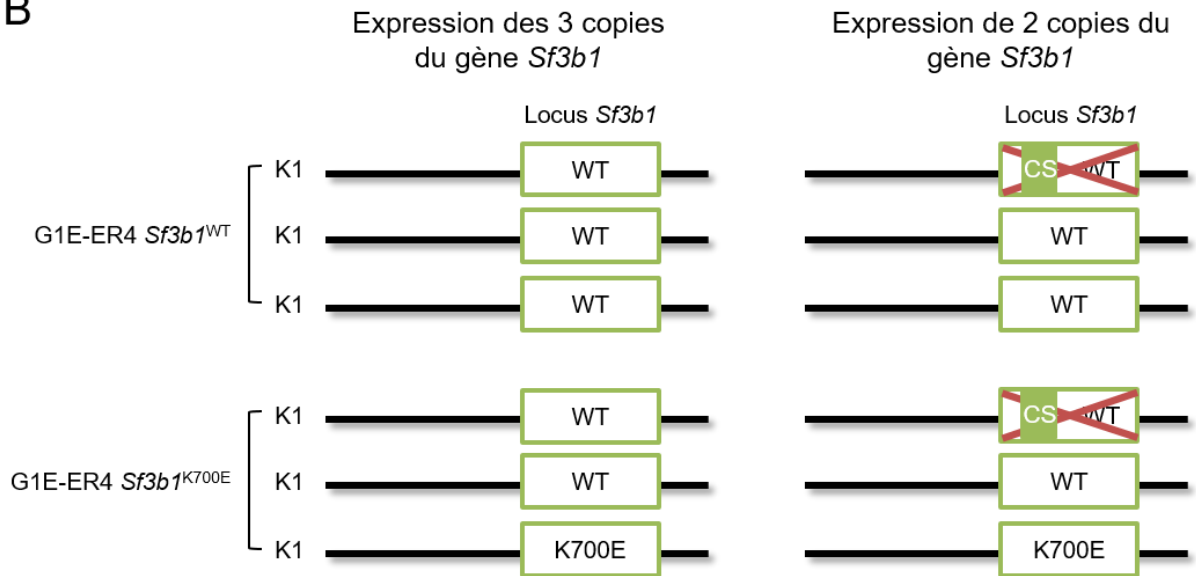 B
Expression des 3 copies
du gène Sf3b1
Expression de 2 copies du
gène Sf3b1
Locus Sf3b1
Locus Sf3b1
K1 WT CS WT
G1E-ER4 Sf3b1WT K1 WT WT
K1 WT WT
K1 WT CS WT
G1E-ER4 Sf3b1K700E K1 WT WT
K1 K700E K700E